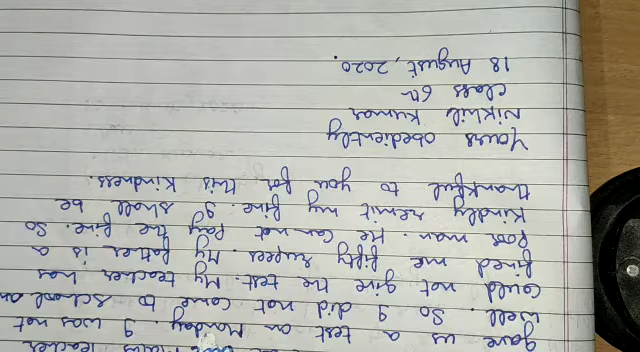 Teacher
gave us a test on Monday. I was not
well. So I did not come to school an
could not give the test. My teacher has
fined me fifty rupees. My father is a
poor man. He cannot pay the fine. So
kindly remit my fine. I shall be
thankful to you for this kindness.
Yours obediently
Nikhil Kumar
Class 6th
18 August, 2020.